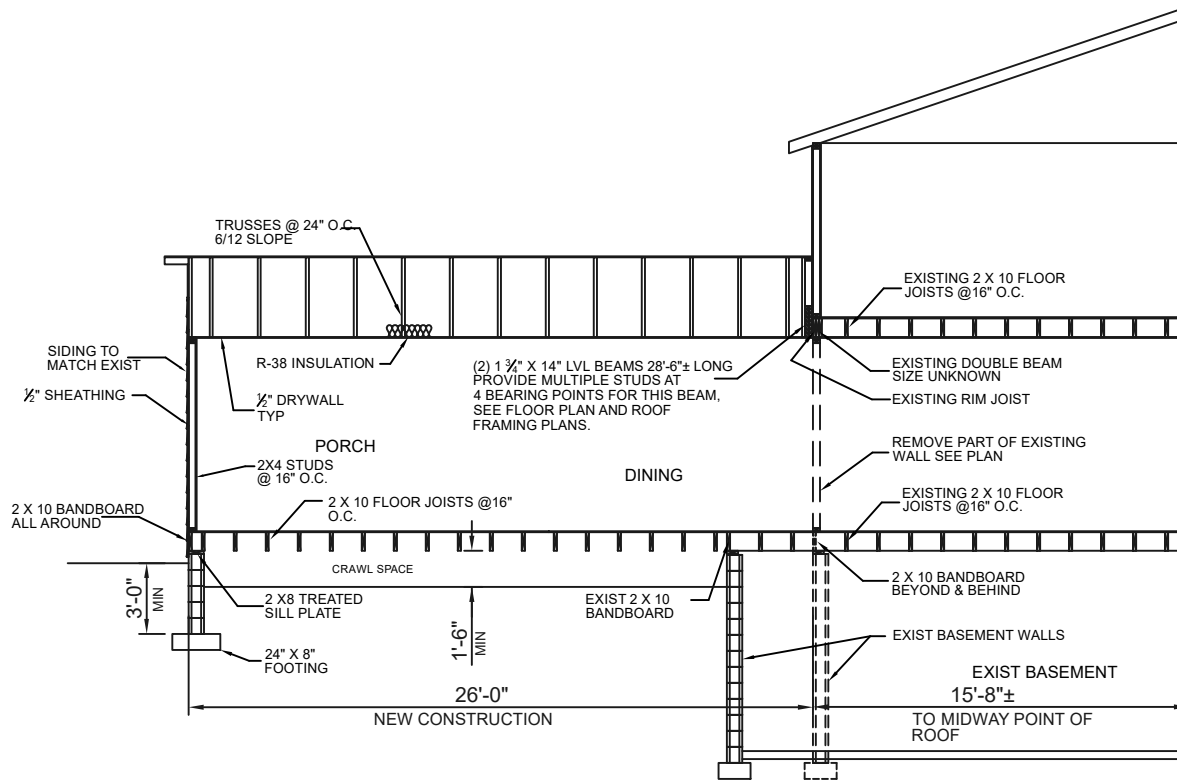 TRUSSES @ 24" O.C.
6/12 SLOPE
EXISTING 2 X 10 FLOOR
JOISTS @16" O.C.
SIDING TO
MATCH EXIST
R-38 INSULATION
(2) 1 ¾" X 14" LVL BEAMS 28'-6"± LONG
PROVIDE MULTIPLE STUDS AT
4 BEARING POINTS FOR THIS BEAM,
SEE FLOOR PLAN AND ROOF
FRAMING PLANS.
EXISTING DOUBLE BEAM
SIZE UNKNOWN
EXISTING RIM JOIST
½" SHEATHING
½" DRYWALL
TYP
PORCH
DINING
REMOVE PART OF EXISTING
WALL SEE PLAN
2X4 STUDS
@ 16" O.C.
2 X 10 BANDBOARD
ALL AROUND
2 X 10 FLOOR JOISTS @16"
O.C.
EXISTING 2 X 10 FLOOR
JOISTS @16" O.C.
CRAWL SPACE
3'-0"
MIN
2 X8 TREATED
SILL PLATE
1'-6"
MIN
EXIST 2 X 10
BANDBOARD
2 X 10 BANDBOARD
BEYOND & BEHIND
24" X 8"
FOOTING
EXIST BASEMENT WALLS
EXIST BASEMENT
26'-0"
NEW CONSTRUCTION
15'-8"±
TO MIDWAY POINT OF
ROOF